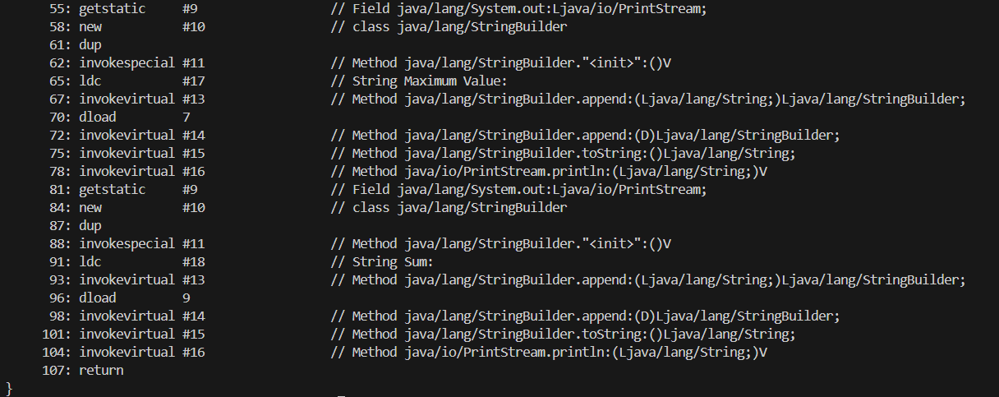 55: getstatic     #9                  // Field java/lang/System.out:Ljava/io/PrintStream;
58: new           #10                 // class java/lang/StringBuilder
61: dup
62: invokespecial #11                 // Method java/lang/StringBuilder."<init>":()V
65: ldc           #17                 // String Maximum Value:
67: invokevirtual #13                 // Method java/lang/StringBuilder.append:(Ljava/lang/String;)Ljava/lang/StringBuilder;
70: dload         7
72: invokevirtual #14                 // Method java/lang/StringBuilder.append:(D)Ljava/lang/StringBuilder;
75: invokevirtual #15                 // Method java/lang/StringBuilder.toString:()Ljava/lang/String;
78: invokevirtual #16                 // Method java/io/PrintStream.println:(Ljava/lang/String;)V
81: getstatic     #9                  // Field java/lang/System.out:Ljava/io/PrintStream;
84: new           #10                 // class java/lang/StringBuilder
87: dup
88: invokespecial #11                 // Method java/lang/StringBuilder."<init>":()V
91: ldc           #18                 // String Sum:
93: invokevirtual #13                 // Method java/lang/StringBuilder.append:(Ljava/lang/String;)Ljava/lang/StringBuilder;
96: dload         9
98: invokevirtual #14                 // Method java/lang/StringBuilder.append:(D)Ljava/lang/StringBuilder;
101: invokevirtual #15                 // Method java/lang/StringBuilder.toString:()Ljava/lang/String;
104: invokevirtual #16                 // Method java/io/PrintStream.println:(Ljava/lang/String;)V
107: return
}